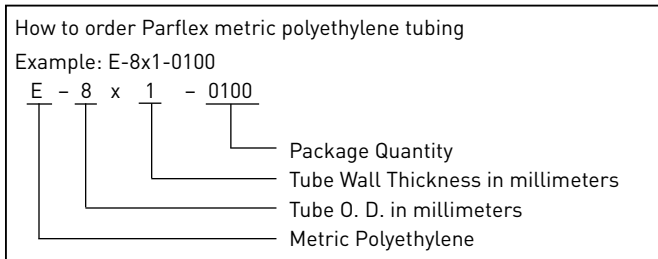 How to order Parflex metric polyethylene tubing
Example: E-8x1-0100
E – 8 x 1 – 0100
Package Quantity
Tube Wall Thickness in millimeters
Tube O. D. in millimeters
Metric Polyethylene